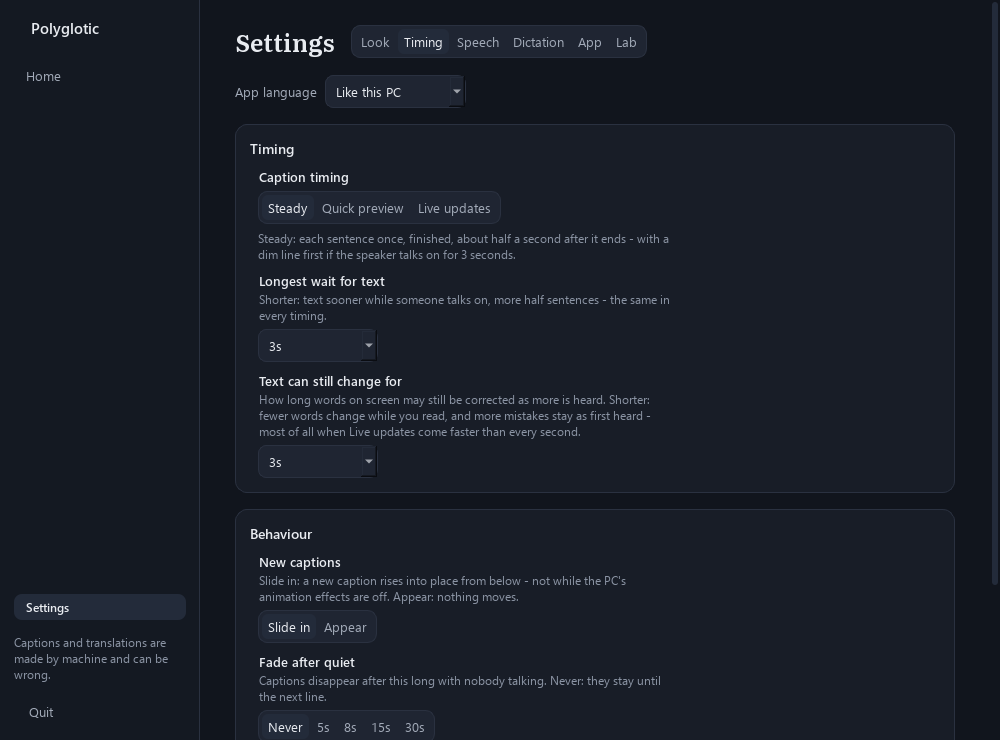 Polyglotic
Home
Settings
Look Timing Speech Dictation App Lab
App language Like this PC
Timing
Caption timing
Steady Quick preview Live updates
Steady: each sentence once, finished, about half a second after it ends - with a
dim line first if the speaker talks on for 3 seconds.
Longest wait for text
Shorter: text sooner while someone talks on, more half sentences - the same in
every timing.
3s
Text can still change for
How long words on screen may still be corrected as more is heard. Shorter:
fewer words change while you read, and more mistakes stay as first heard -
most of all when Live updates come faster than every second.
3s
Behaviour
New captions
Slide in: a new caption rises into place from below - not while the PC's
animation effects are off. Appear: nothing moves.
Slide in Appear
Fade after quiet
Captions disappear after this long with nobody talking. Never: they stay until
the next line.
Never 5s 8s 15s 30s
Settings
Captions and translations are
made by machine and can be
wrong.
Quit